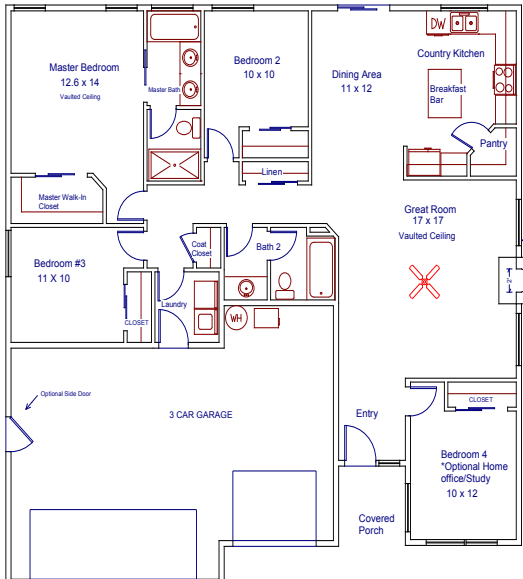 Master Bedroom
12.6 x 14
Vaulted Ceiling
Master Bath
Bedroom 2
10 x 10
Dining Area
11 x 12
DW
Country Kitchen
Breakfast
Bar
Pantry
Linen
Master Walk-In
Closet
Great Room
17 x 17
Vaulted Ceiling
Bedroom #3
11 X 10
Coat
Closet
Bath 2
2'
Laundry
CLOSET
WH
Optional Side Door
3 CAR GARAGE
Entry
CLOSET
Bedroom 4
*Optional Home
office/Study
10 x 12
Covered
Porch